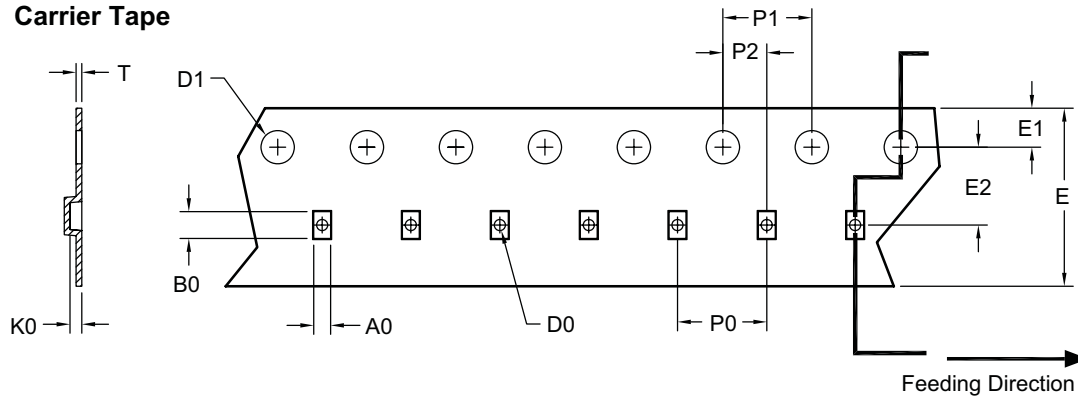 Carrier Tape
P1
P2
T
D1
E1
E2
E
B0
K0
A0
D0
P0
Feeding Direction